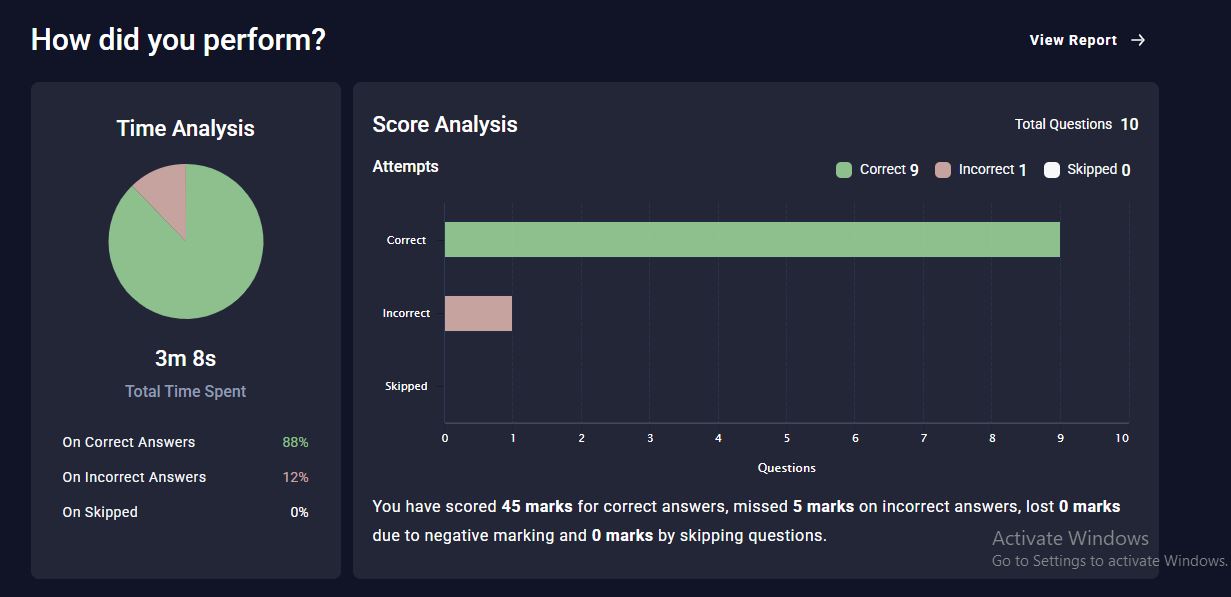 How did you perform?
View Report →
Time Analysis
3m 8s
Total Time Spent
On Correct Answers 88%
On Incorrect Answers 12%
On Skipped 0%
Score Analysis
Total Questions 10
Attempts
Correct 9 Incorrect 1 Skipped 0
Correct
Incorrect
Skipped
0 1 2 3 4 5 6 7 8 9 10
Questions
You have scored 45 marks for correct answers, missed 5 marks on incorrect answers, lost 0 marks
due to negative marking and 0 marks by skipping questions.
Activate Windows
Go to Settings to activate Windows.